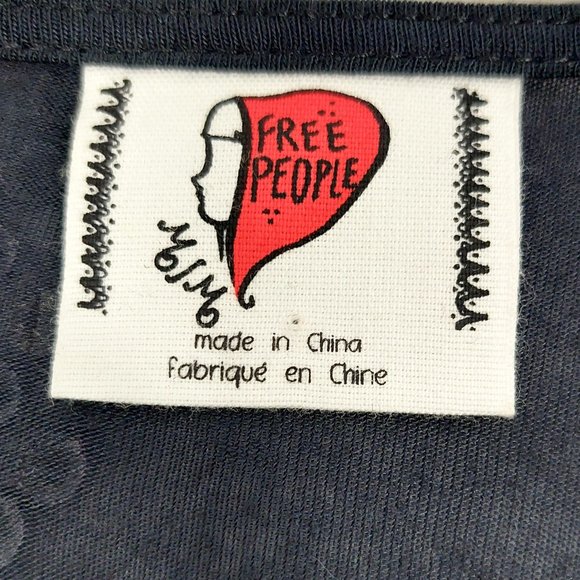 FREE
PEOPLE
M/M
made in China
fabriqué en Chine